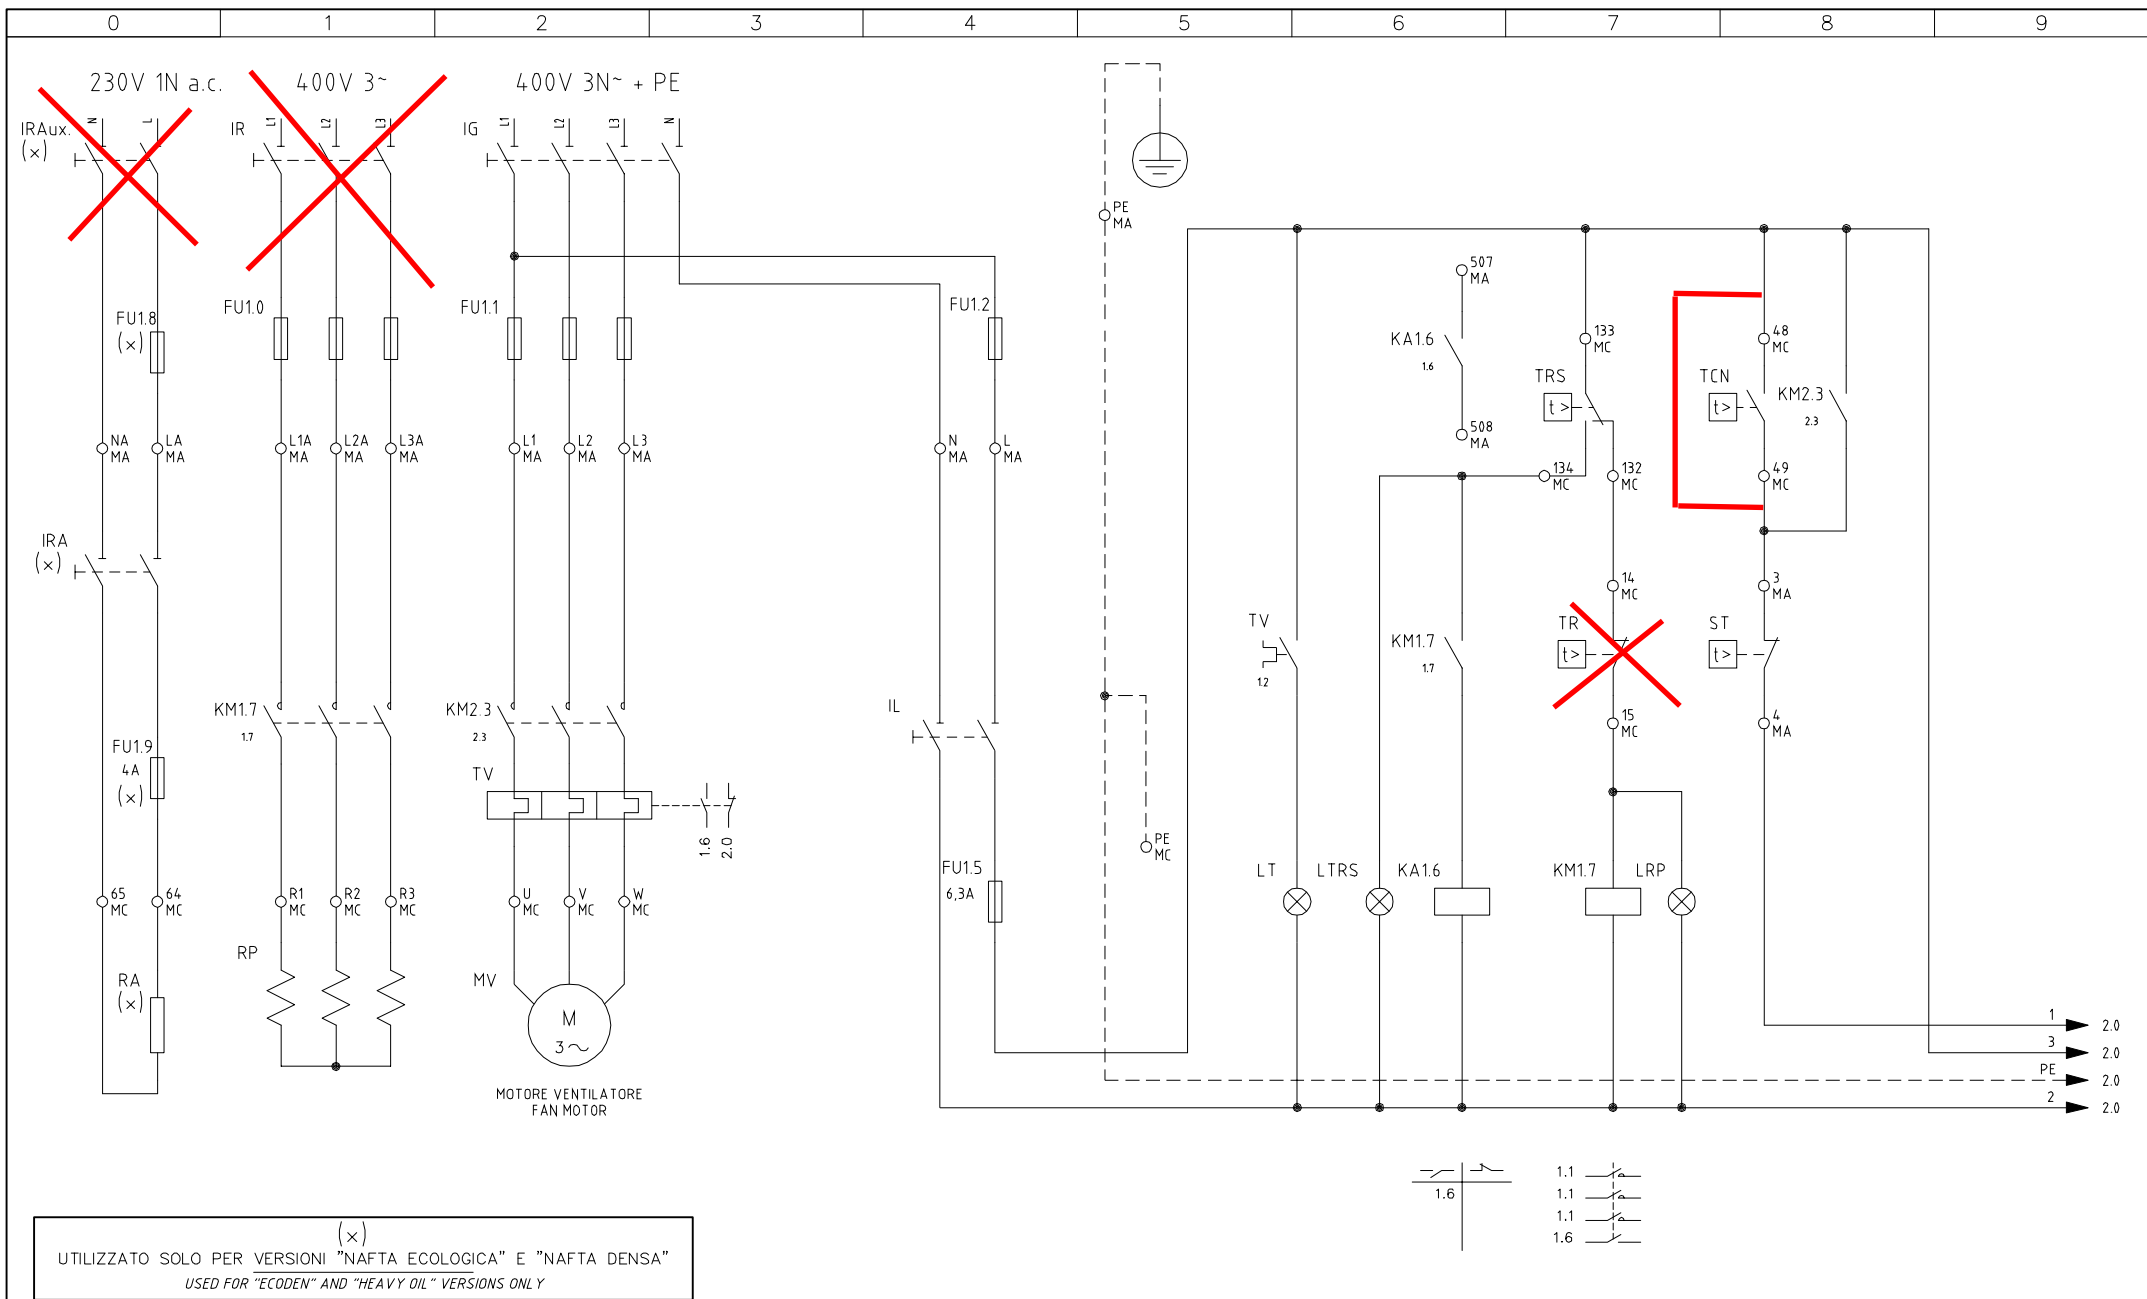 0 1 2 3 4 5 6 7 8 9
230V 1N a.c. 400V 3~ 400V 3N~ + PE
IRAux.
(x)
N L
IR L1 L2 L3
IG L1 L2 L3 N
PE
MA
507
MA
FU1.8
(x)
FU1.0
FU1.1
FU1.2
KA1.6
1.6
133
MC
48
MC
TRS
t>
TCN
t>
KM2.3
2.3
NA
MA
LA
MA
L1A
MA
L2A
MA
L3A
MA
L1
MA
L2
MA
L3
MA
N
MA
L
MA
508
MA
134
MC
132
MC
49
MC
IRA
(x)
14
MC
3
MA
TV
1.2
KM1.7
1.7
TR
t>
ST
t>
KM1.7
1.7
KM2.3
2.3
IL
15
MC
4
MA
FU1.9
4A
(x)
TV
1.6
2.0
PE
MC
FU1.5
6,3A
LT LTRS KA1.6 KM1.7 LRP
65
MC
64
MC
R1
MC
R2
MC
R3
MC
U
MC
V
MC
W
MC
RP
RA
(x)
MV
M
3~
MOTORE VENTILATORE
FAN MOTOR
1 2.0
3 2.0
PE 2.0
2 2.0
1.6
1.1
1.1
1.1
1.6
(x)
UTILIZZATO SOLO PER VERSIONI "NAFTA ECOLOGICA" E "NAFTA DENSA"
USED FOR "ECODEN" AND "HEAVY OIL" VERSIONS ONLY